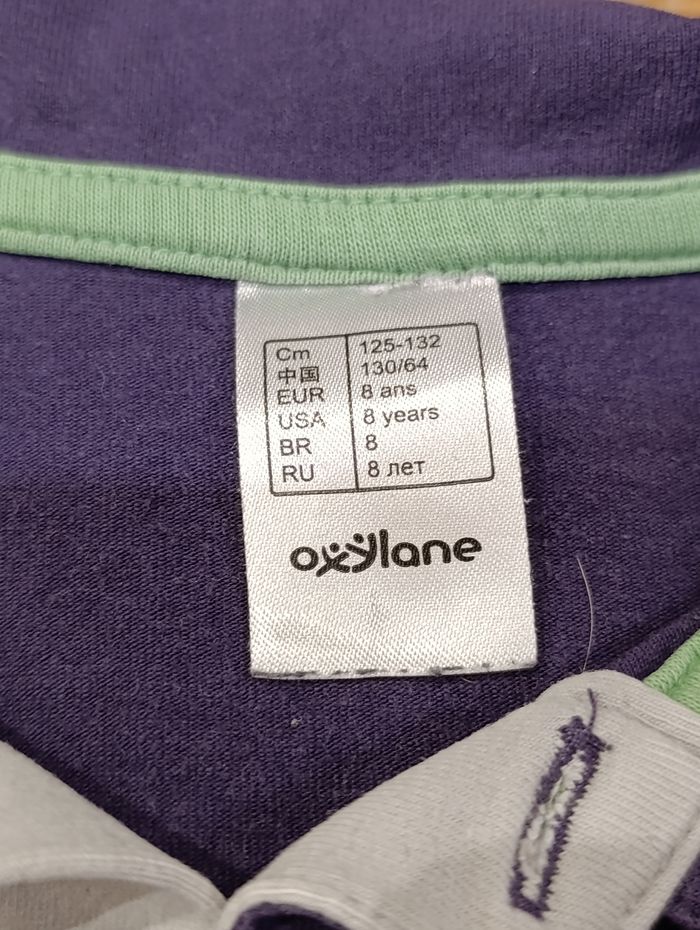 Cm 125-132
中国 130/64
EUR 8 ans
USA 8 years
BR 8
RU 8 лет
oxylane